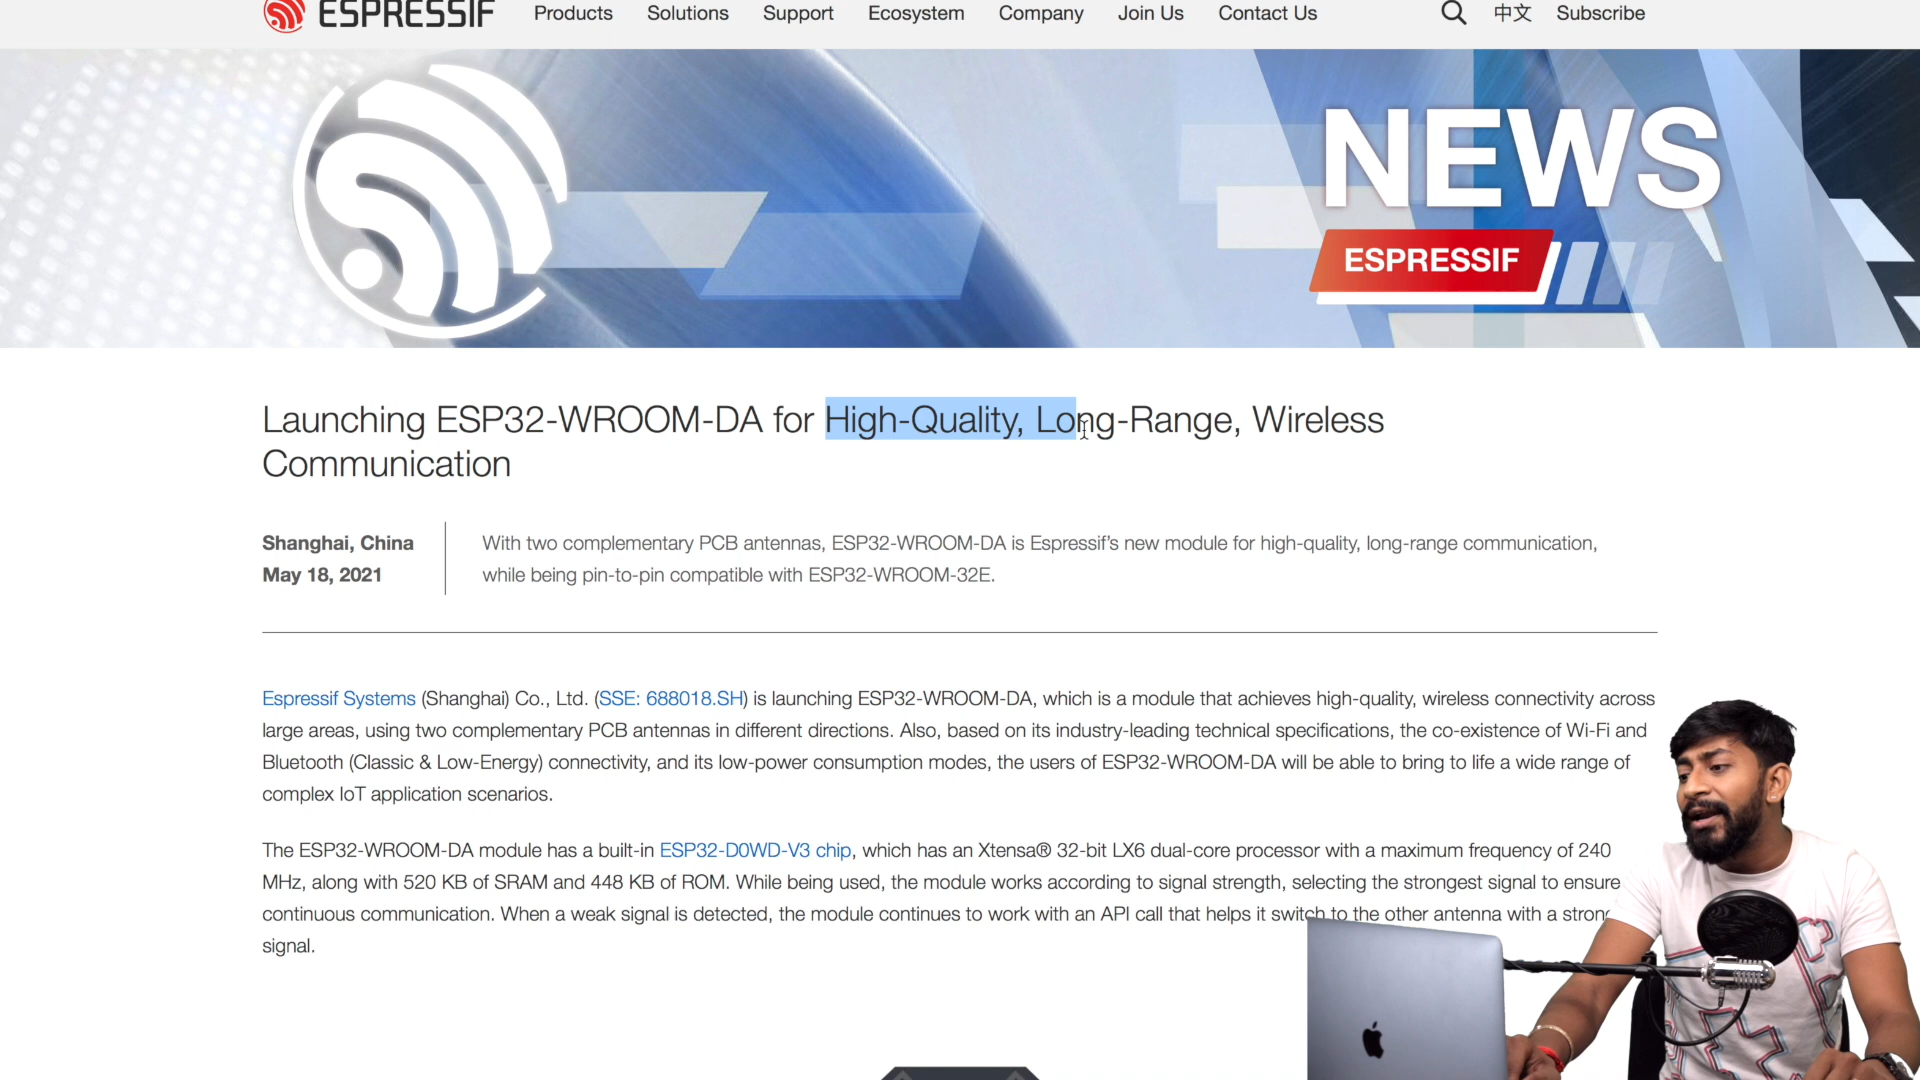 ESPRESSIF
Products Solutions Support Ecosystem Company Join Us Contact Us 中文 Subscribe
NEWS
ESPRESSIF
Launching ESP32-WROOM-DA for High-Quality, Long-Range, Wireless
Communication
Shanghai, China
May 18, 2021
With two complementary PCB antennas, ESP32-WROOM-DA is Espressif's new module for high-quality, long-range communication,
while being pin-to-pin compatible with ESP32-WROOM-32E.
Espressif Systems (Shanghai) Co., Ltd. (SSE: 688018.SH) is launching ESP32-WROOM-DA, which is a module that achieves high-quality, wireless connectivity across
large areas, using two complementary PCB antennas in different directions. Also, based on its industry-leading technical specifications, the co-existence of Wi-Fi and
Bluetooth (Classic & Low-Energy) connectivity, and its low-power consumption modes, the users of ESP32-WROOM-DA will be able to bring to life a wide range of
complex IoT application scenarios.
The ESP32-WROOM-DA module has a built-in ESP32-D0WD-V3 chip, which has an Xtensa® 32-bit LX6 dual-core processor with a maximum frequency of 240
MHz, along with 520 KB of SRAM and 448 KB of ROM. While being used, the module works according to signal strength, selecting the strongest signal to ensure
continuous communication. When a weak signal is detected, the module continues to work with an API call that helps it switch to the other antenna with a strong
signal.